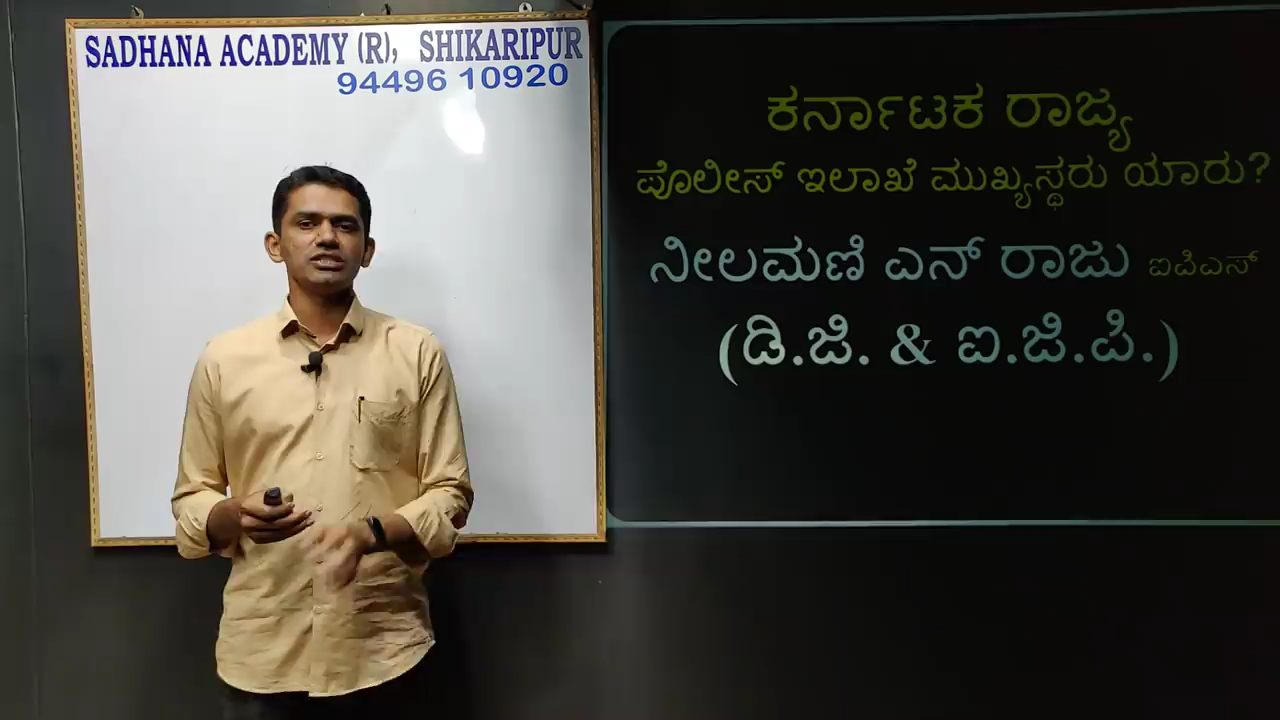 SADHANA ACADEMY (R), SHIKARIPUR
94496 10920
ಕರ್ನಾಟಕ ರಾಜ್ಯ
ಪೊಲೀಸ್ ಇಲಾಖೆ ಮುಖ್ಯಸ್ಥರು ಯಾರು?
ನೀಲಮಣಿ ಎನ್ ರಾಜು ಐಪಿಎಸ್
(ಡಿ.ಜಿ. & ಐ.ಜಿ.ಪಿ.)